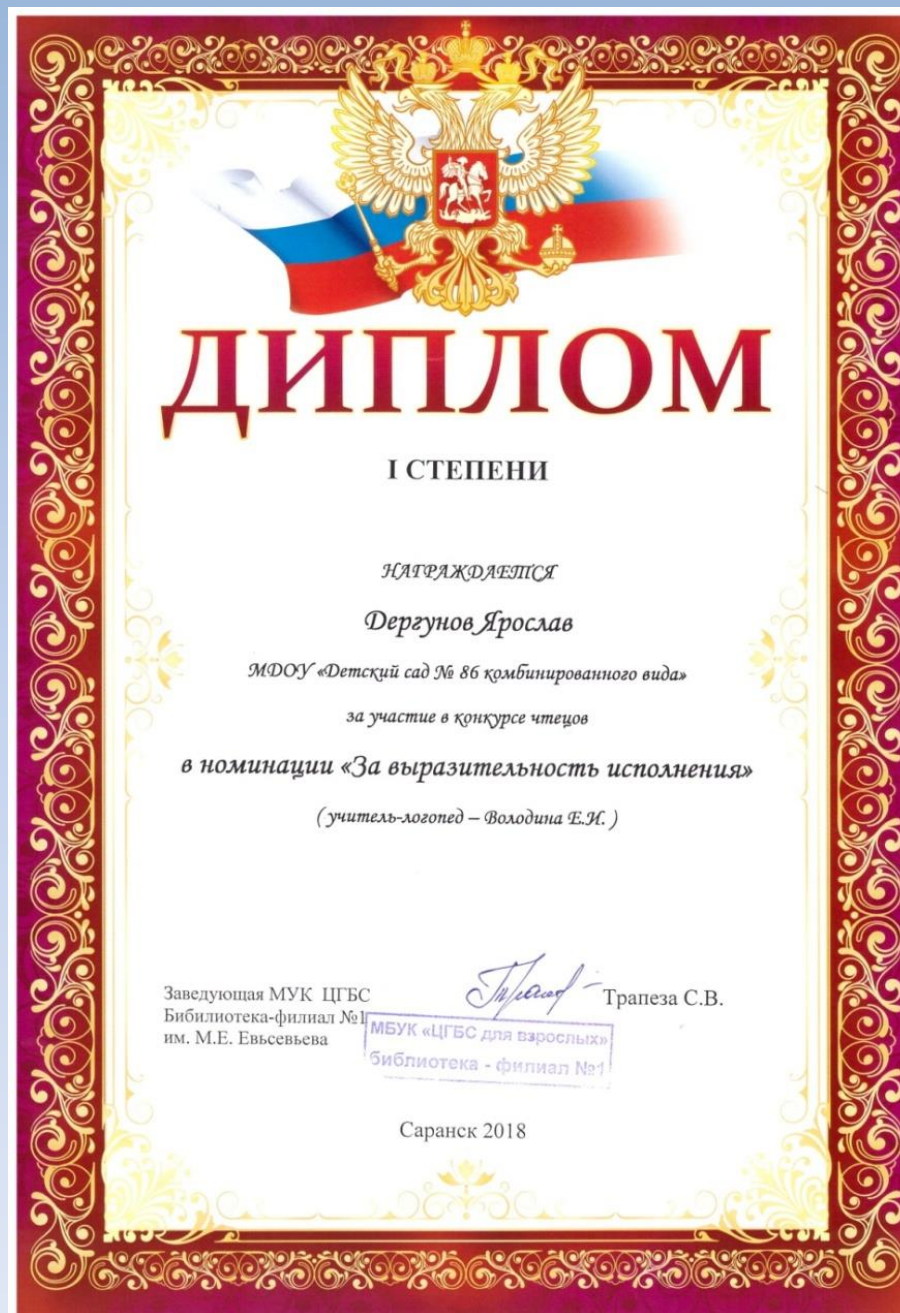 ДИПЛОМ
I СТЕПЕНИ
НАГРАЖДАЕТСЯ
Дергунов Ярослав
МДОУ «Детский сад № 86 комбинированного вида»
за участие в конкурсе чтецов
в номинации «За выразительность исполнения»
( учитель-логопед – Володина Е.И. )
Заведующая МУК ЦГБС
Бибилиотека-филиал №1
им. М.Е. Евьсевьева
Трапеза С.В.
МБУК «ЦГБС для взрослых»
библиотека - филиал №1
Саранск 2018